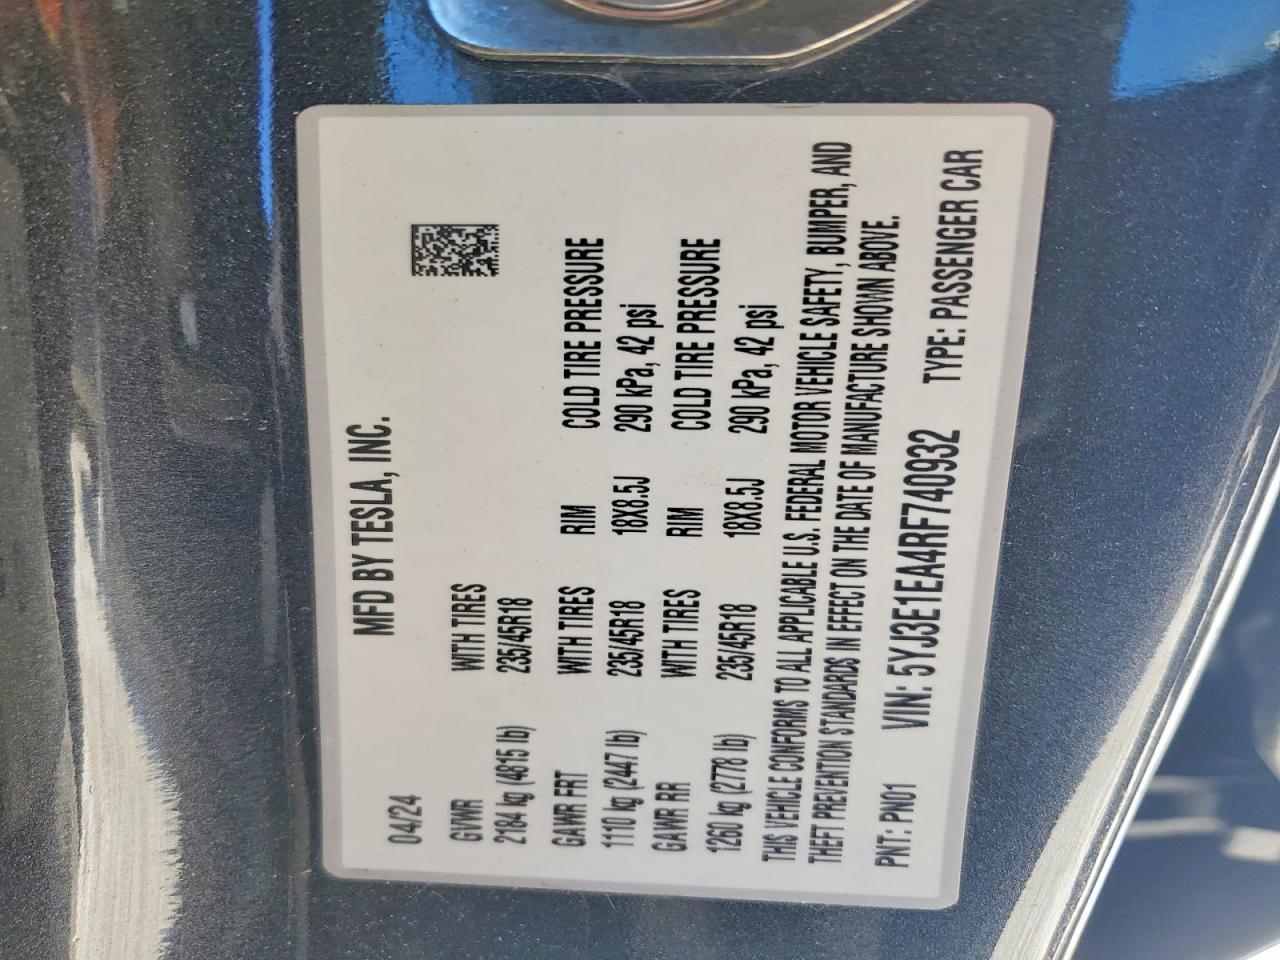 MFD BY TESLA, INC.
04/24
GVWR WITH TIRES
2184 kg (4815 lb) 235/45R18
GAWR FRT WITH TIRES RIM COLD TIRE PRESSURE
1110 kg (2447 lb) 235/45R18 18X8.5J 290 kPa, 42 psi
GAWR RR WITH TIRES RIM COLD TIRE PRESSURE
1260 kg (2778 lb) 235/45R18 18X8.5J 290 kPa, 42 psi
THIS VEHICLE CONFORMS TO ALL APPLICABLE U.S. FEDERAL MOTOR VEHICLE SAFETY, BUMPER, AND
THEFT PREVENTION STANDARDS IN EFFECT ON THE DATE OF MANUFACTURE SHOWN ABOVE.
PNT: PN01 VIN: 5YJ3E1EA4RF740932 TYPE: PASSENGER CAR